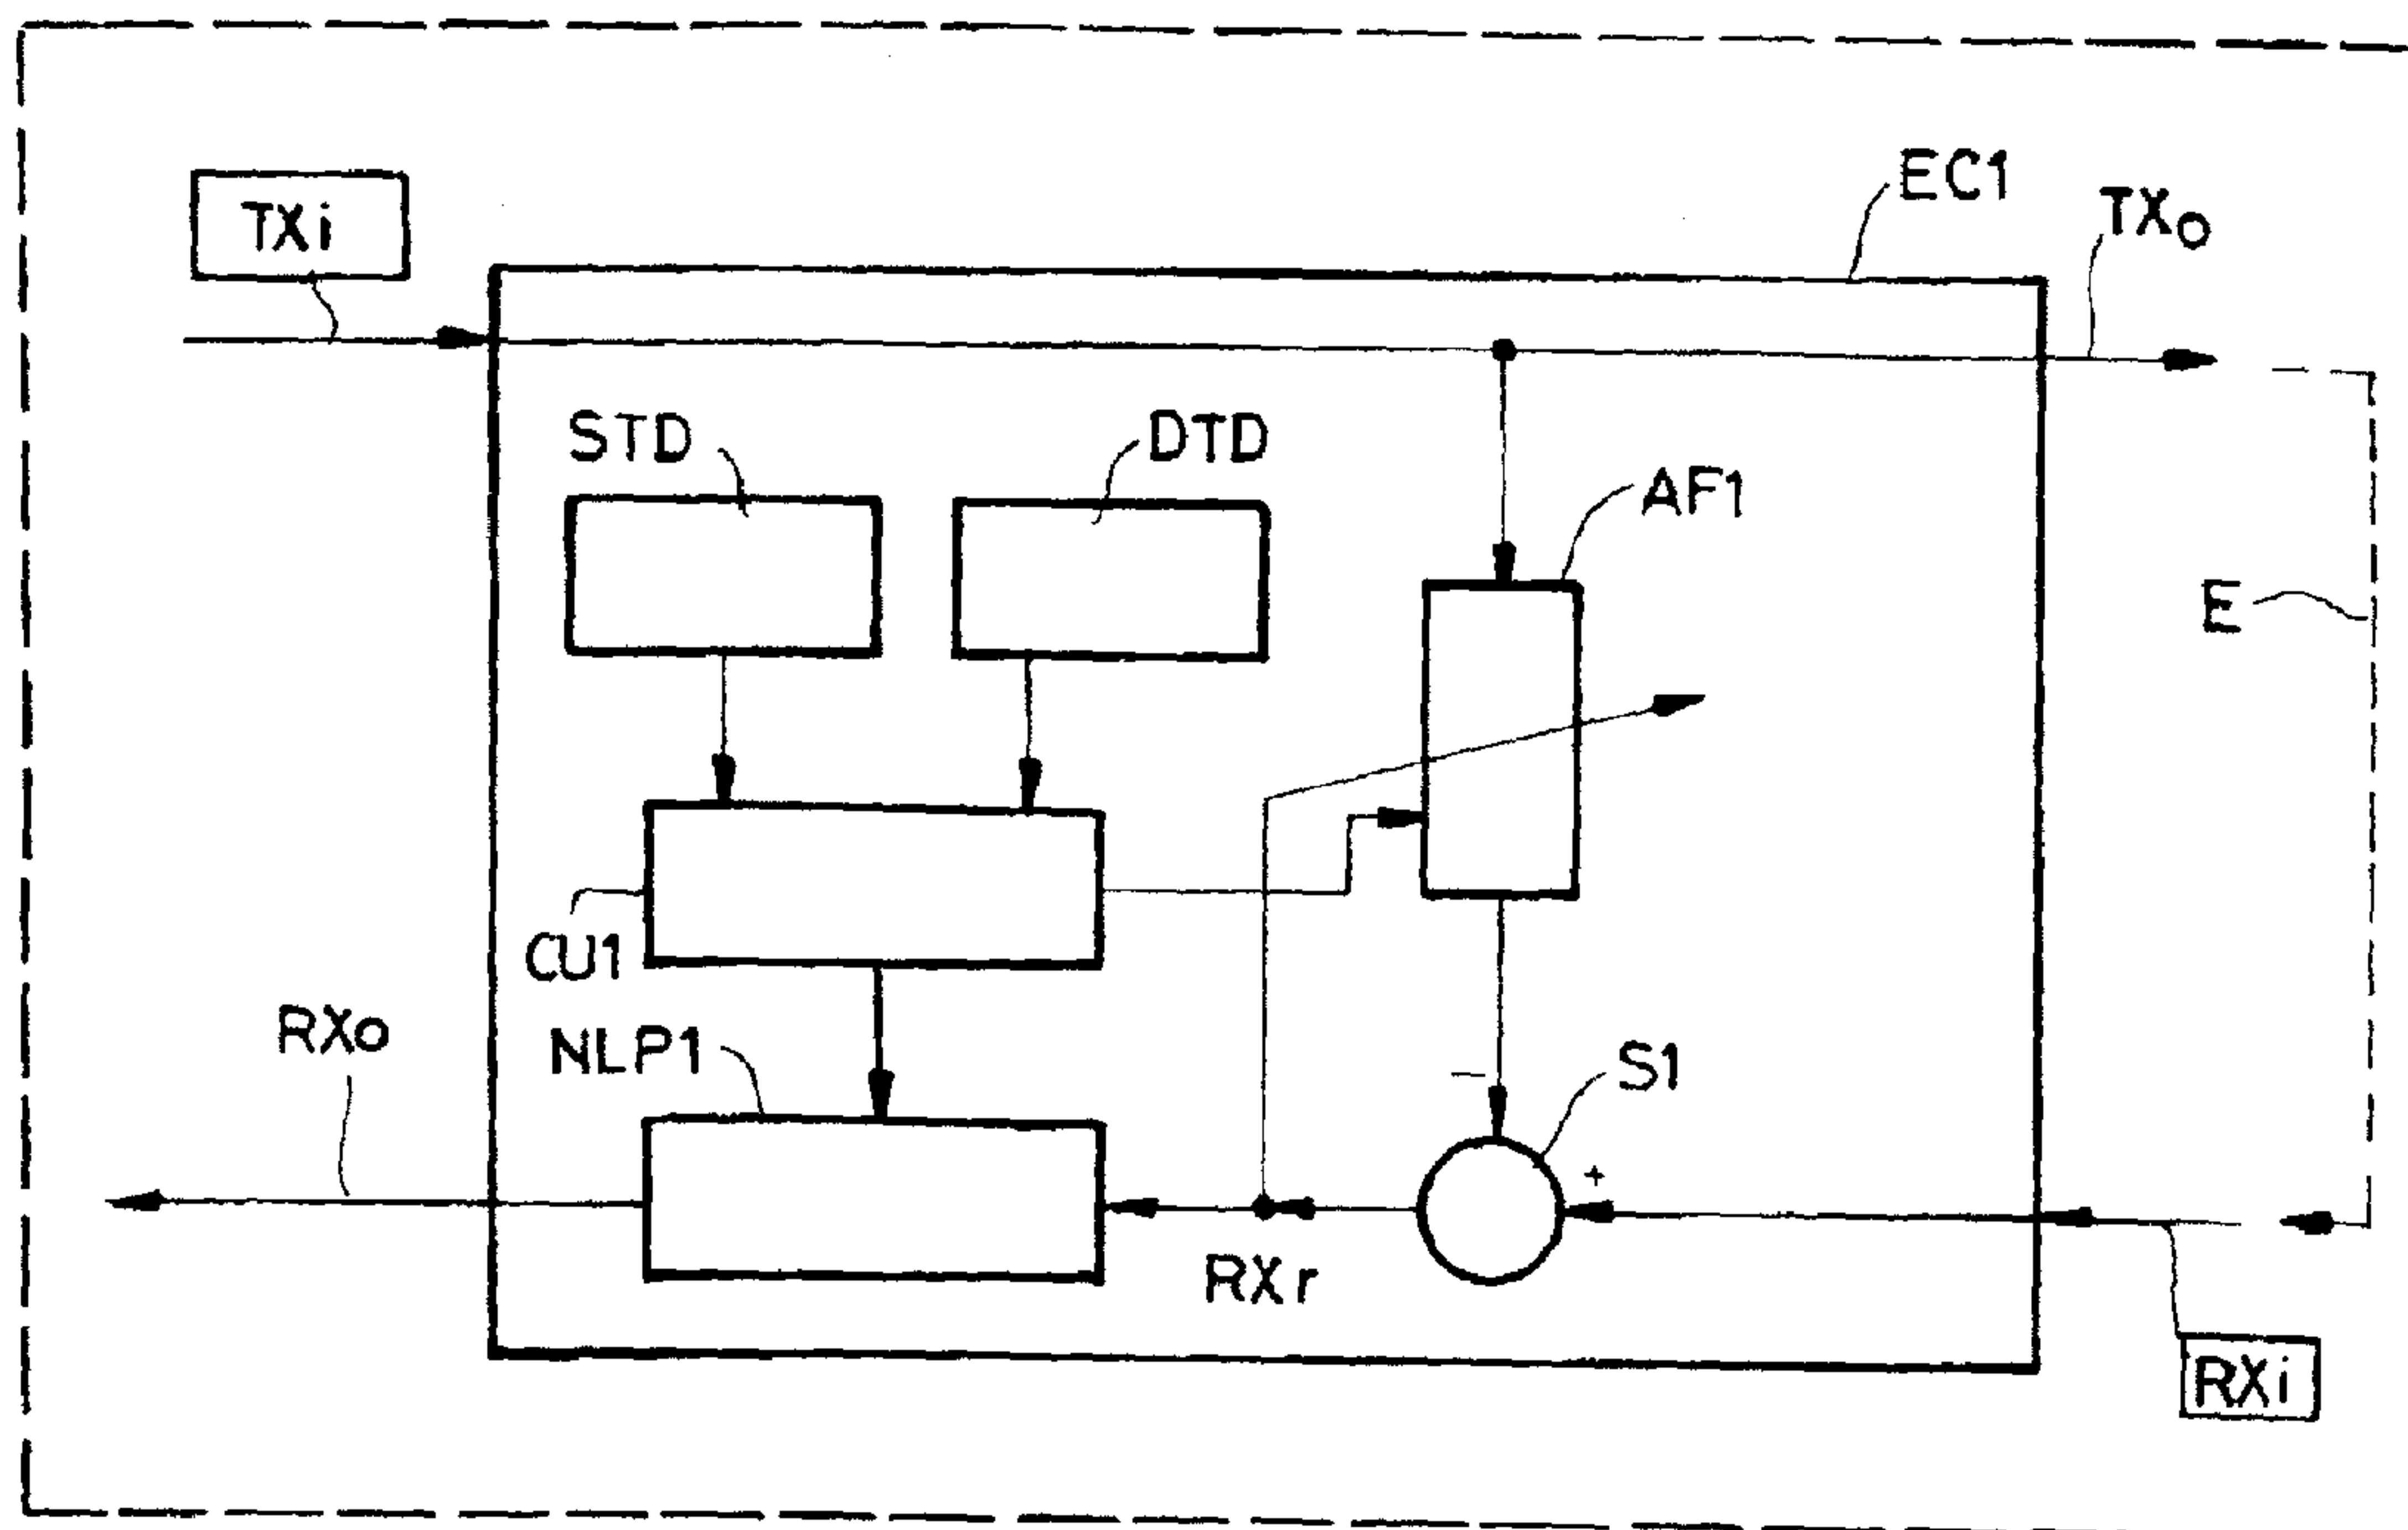 EC1
TXi
TXo
STD
DTD
AF1
E
CU1
RXo
NLP1
S1
−
+
RXr
RXi